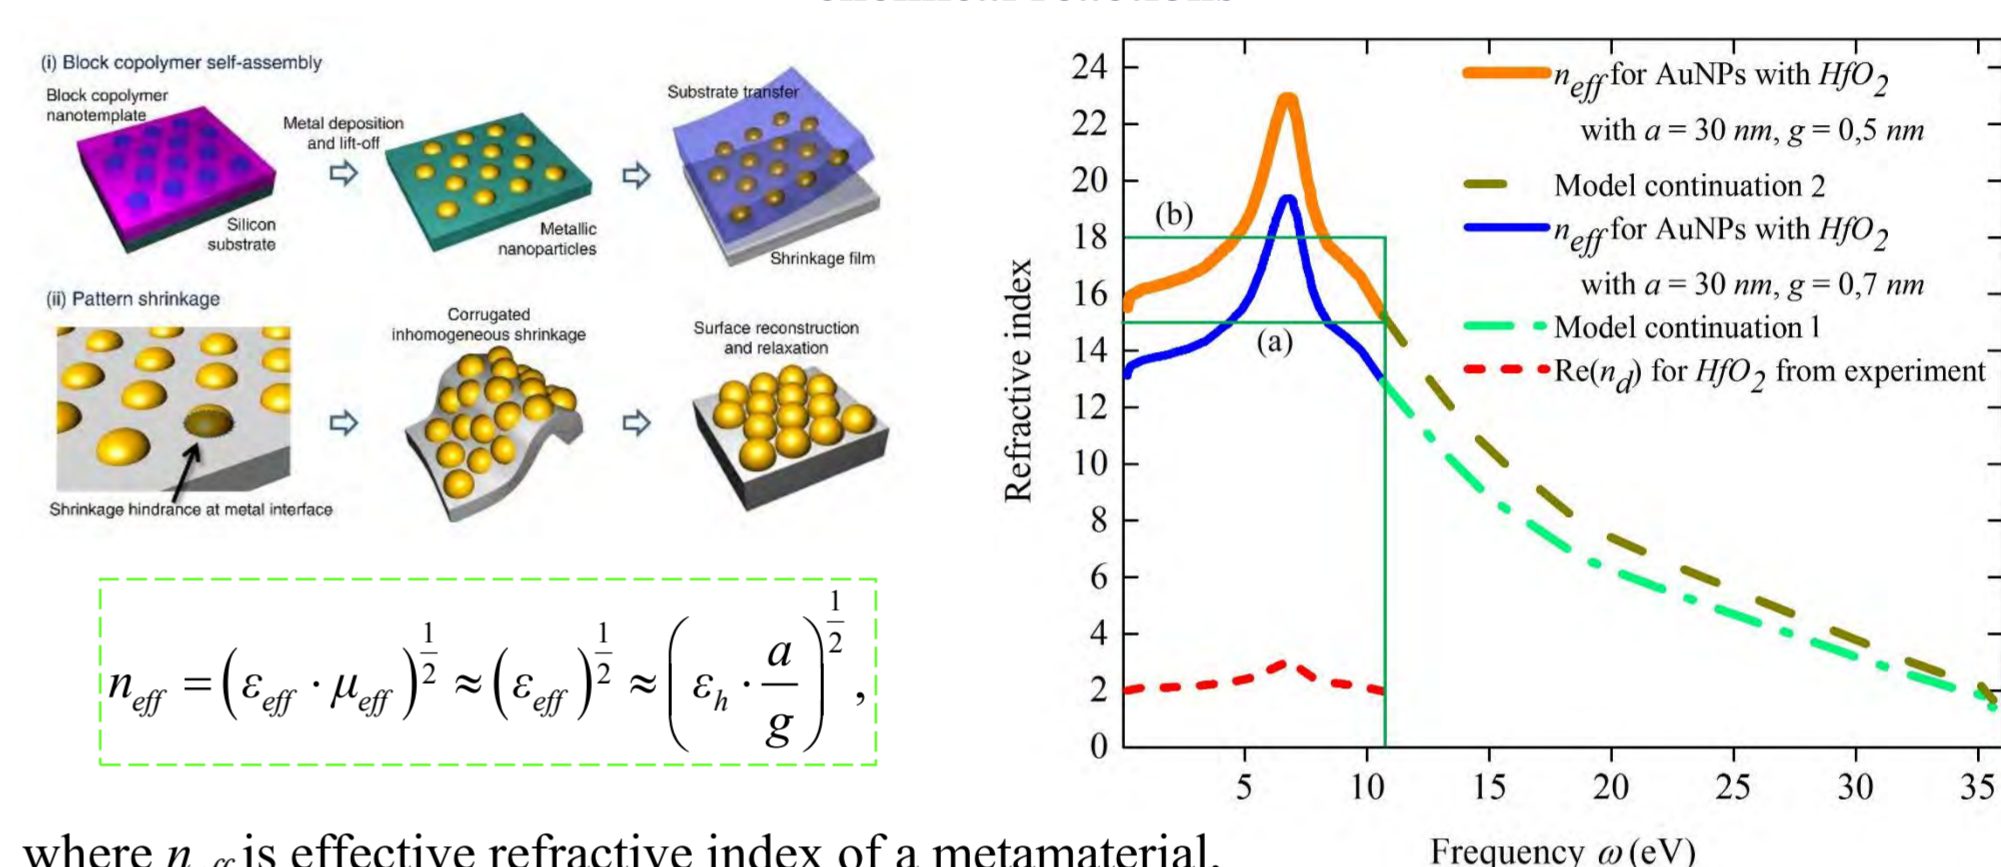 (i) Block copolymer self-assembly
Block copolymer
nanotemplate
Metal deposition
and lift-off
Substrate transfer
Silicon
substrate
Metallic
nanoparticles
Shrinkage film
(ii) Pattern shrinkage
Corrugated
inhomogeneous shrinkage
Surface reconstruction
and relaxation
Shrinkage hindrance at metal interface
n_eff = (ε_eff · μ_eff)^{1/2} ≈ (ε_eff)^{1/2} ≈ (ε_h · a/g)^{1/2},
where n_eff is effective refractive index of a metamaterial,
Refractive index
24
22
20
18
16
14
12
10
8
6
4
2
0
(b)
(a)
n_eff for AuNPs with HfO_2
with a = 30 nm, g = 0,5 nm
Model continuation 2
n_eff for AuNPs with HfO_2
with a = 30 nm, g = 0,7 nm
Model continuation 1
Re(n_d) for HfO_2 from experiment
5 10 15 20 25 30 35
Frequency ω (eV)